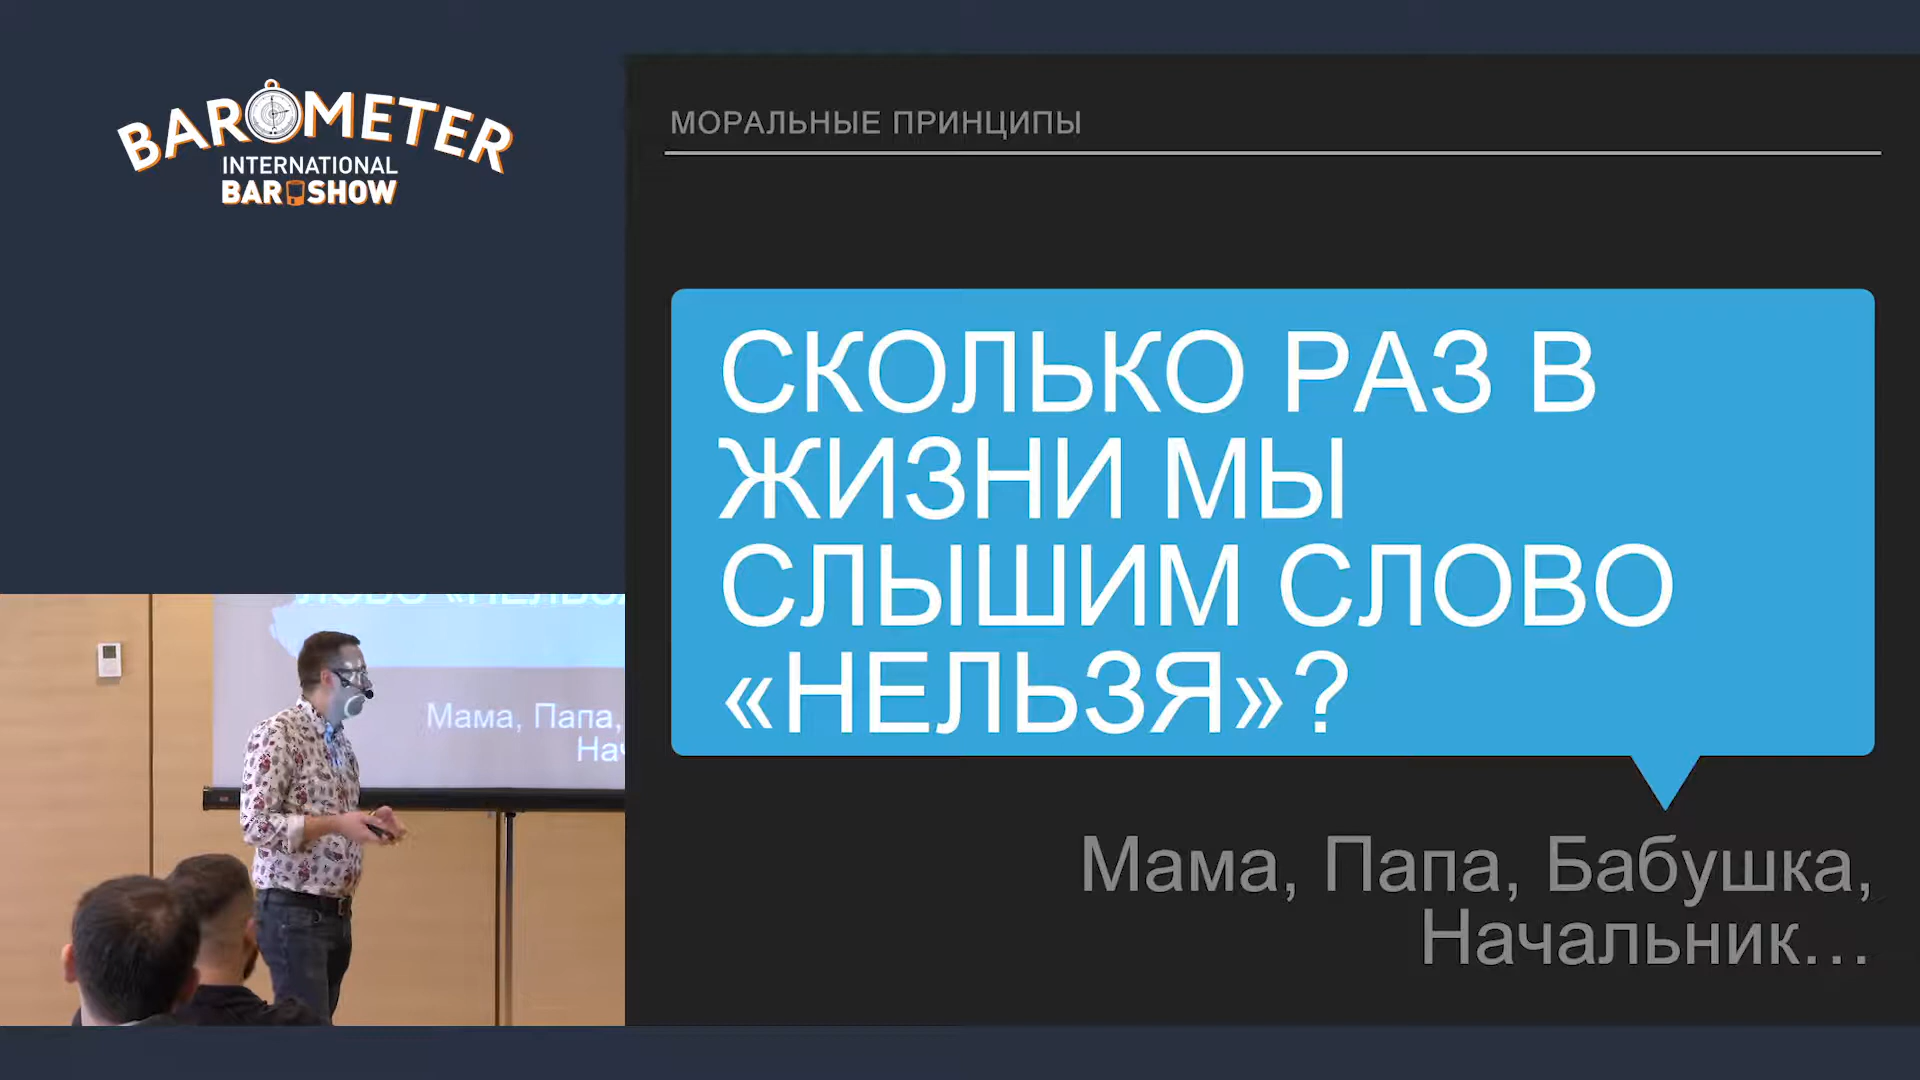 BAROMETER
INTERNATIONAL
BAR SHOW
МОРАЛЬНЫЕ ПРИНЦИПЫ
СКОЛЬКО РАЗ В
ЖИЗНИ МЫ
СЛЫШИМ СЛОВО
«НЕЛЬЗЯ»?
Мама, Папа, Бабушка,
Начальник...
Мама, Папа,
На